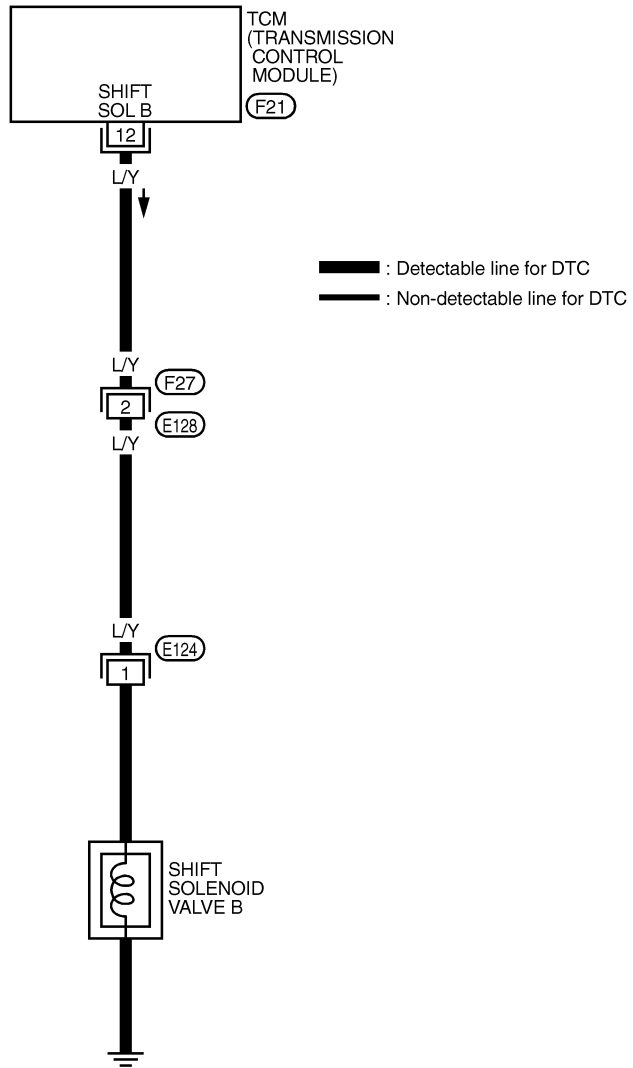 TCM
(TRANSMISSION
CONTROL
MODULE)
SHIFT
SOL B
F21
12
L/Y
: Detectable line for DTC
: Non-detectable line for DTC
L/Y
F27
2
E128
L/Y
L/Y
E124
1
SHIFT
SOLENOID
VALVE B